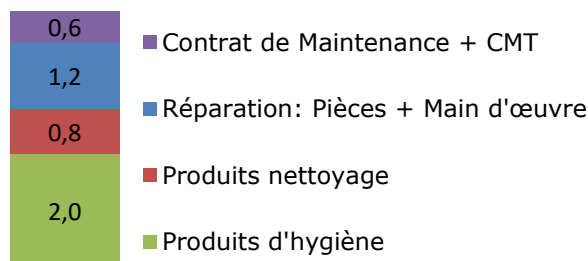 0,6
Contrat de Maintenance + CMT
1,2
Réparation: Pièces + Main d'œuvre
0,8
Produits nettoyage
2,0
Produits d'hygiène